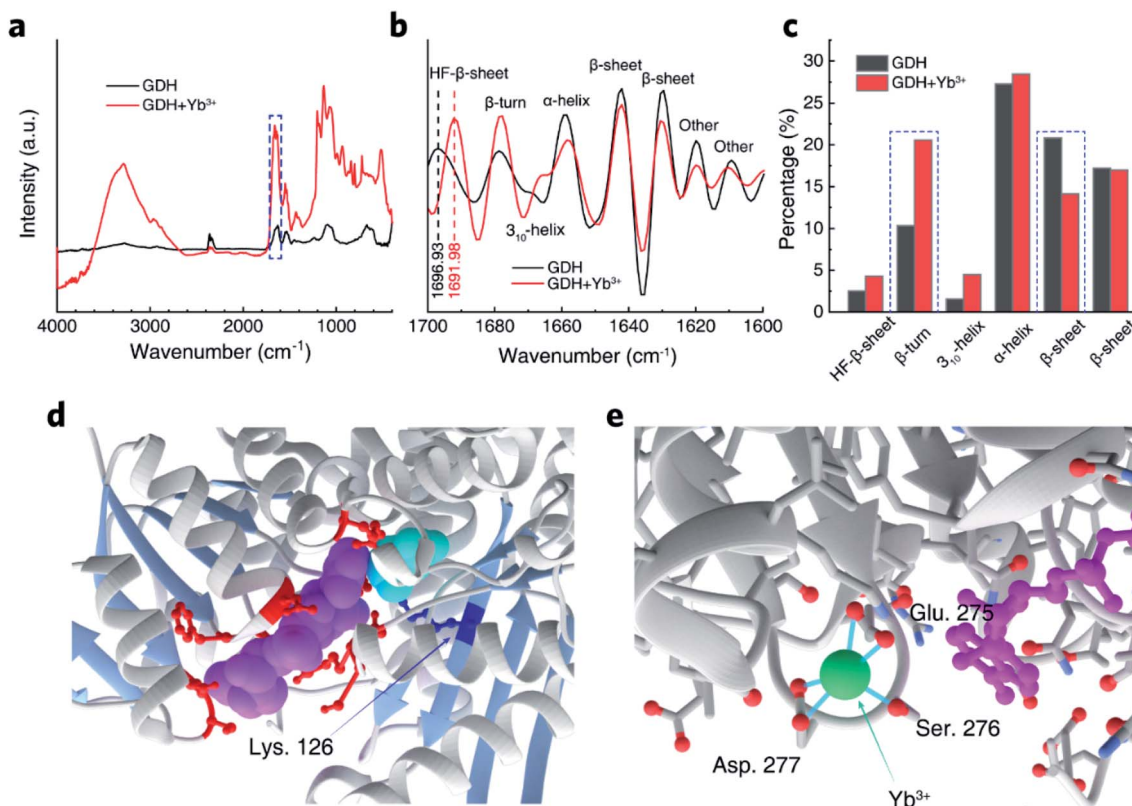 a
GDH
GDH+Yb³⁺
Intensity (a.u.)
4000 3000 2000 1000
Wavenumber (cm⁻¹)
b
HF-β-sheet
β-turn
α-helix
β-sheet
β-sheet
Other
Other
3₁₀-helix
1696.93
1691.98
GDH
GDH+Yb³⁺
1700 1680 1660 1640 1620 1600
Wavenumber (cm⁻¹)
c
GDH
GDH+Yb³⁺
Percentage (%)
30
25
20
15
10
5
0
HF-β-sheet
β-turn
3₁₀-helix
α-helix
β-sheet
β-sheet
d
Lys. 126
e
Glu. 275
Ser. 276
Asp. 277
Yb³⁺